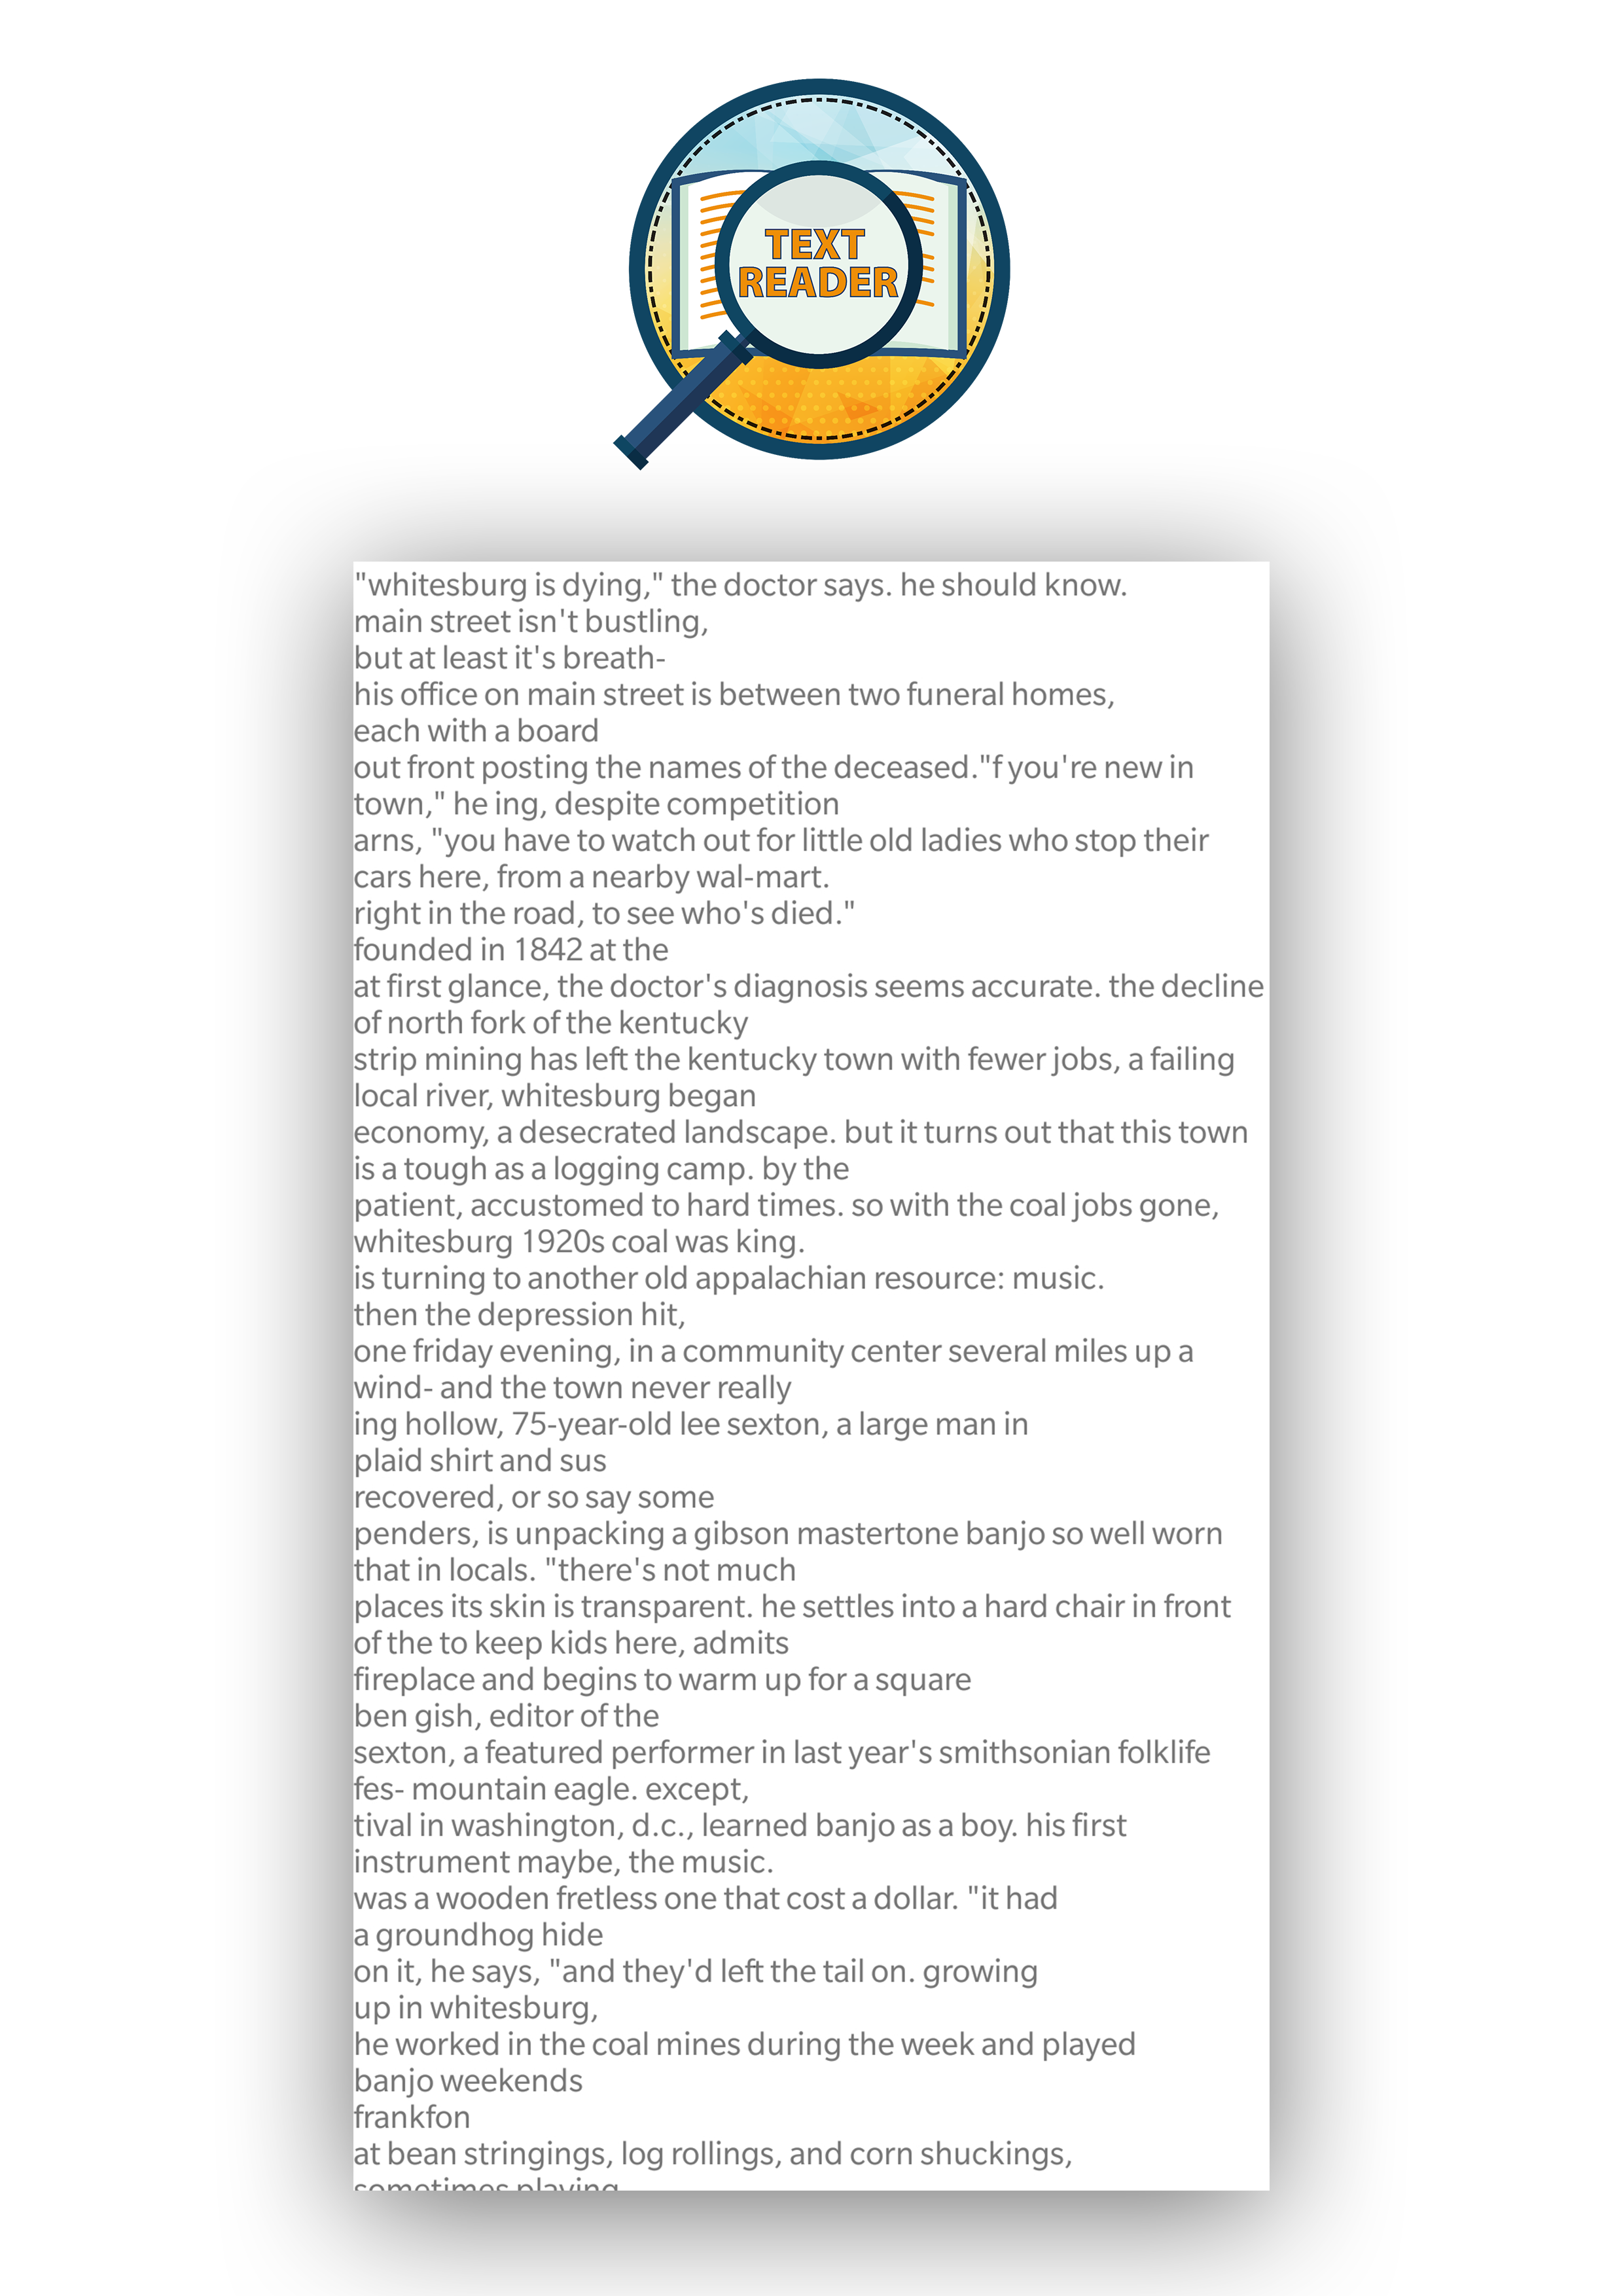 TEXT
READER
"whitesburg is dying," the doctor says. he should know.
main street isn't bustling,
but at least it's breath-
his office on main street is between two funeral homes,
each with a board
out front posting the names of the deceased."f you're new in
town," he ing, despite competition
arns, "you have to watch out for little old ladies who stop their
cars here, from a nearby wal-mart.
right in the road, to see who's died."
founded in 1842 at the
at first glance, the doctor's diagnosis seems accurate. the decline
of north fork of the kentucky
strip mining has left the kentucky town with fewer jobs, a failing
local river, whitesburg began
economy, a desecrated landscape. but it turns out that this town
is a tough as a logging camp. by the
patient, accustomed to hard times. so with the coal jobs gone,
whitesburg 1920s coal was king.
is turning to another old appalachian resource: music.
then the depression hit,
one friday evening, in a community center several miles up a
wind- and the town never really
ing hollow, 75-year-old lee sexton, a large man in
plaid shirt and sus
recovered, or so say some
penders, is unpacking a gibson mastertone banjo so well worn
that in locals. "there's not much
places its skin is transparent. he settles into a hard chair in front
of the to keep kids here, admits
fireplace and begins to warm up for a square
ben gish, editor of the
sexton, a featured performer in last year's smithsonian folklife
fes- mountain eagle. except,
tival in washington, d.c., learned banjo as a boy. his first
instrument maybe, the music.
was a wooden fretless one that cost a dollar. "it had
a groundhog hide
on it, he says, "and they'd left the tail on. growing
up in whitesburg,
he worked in the coal mines during the week and played
banjo weekends
frankfon
at bean stringings, log rollings, and corn shuckings,
sometimes playing